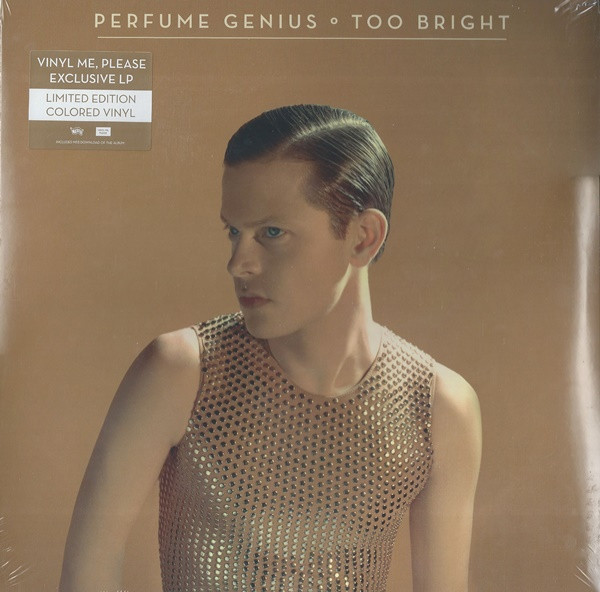 PERFUME GENIUS ° TOO BRIGHT
VINYL ME, PLEASE
EXCLUSIVE LP
LIMITED EDITION
COLORED VINYL